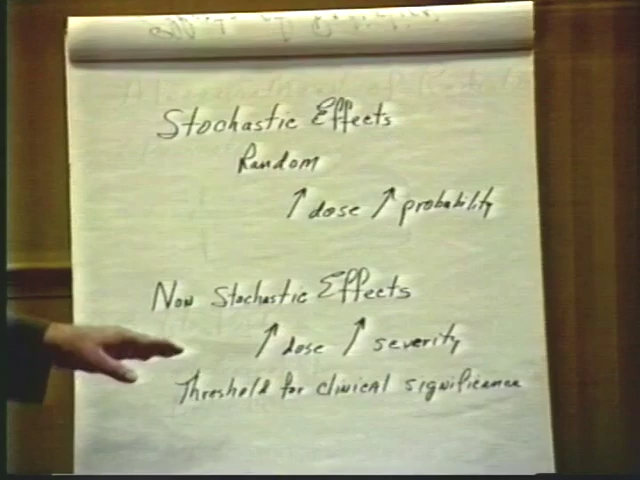 Stochastic Effects
Random
↑ dose ↑ probability
Non Stochastic Effects
↑ dose ↑ severity
Threshold for clinical significance